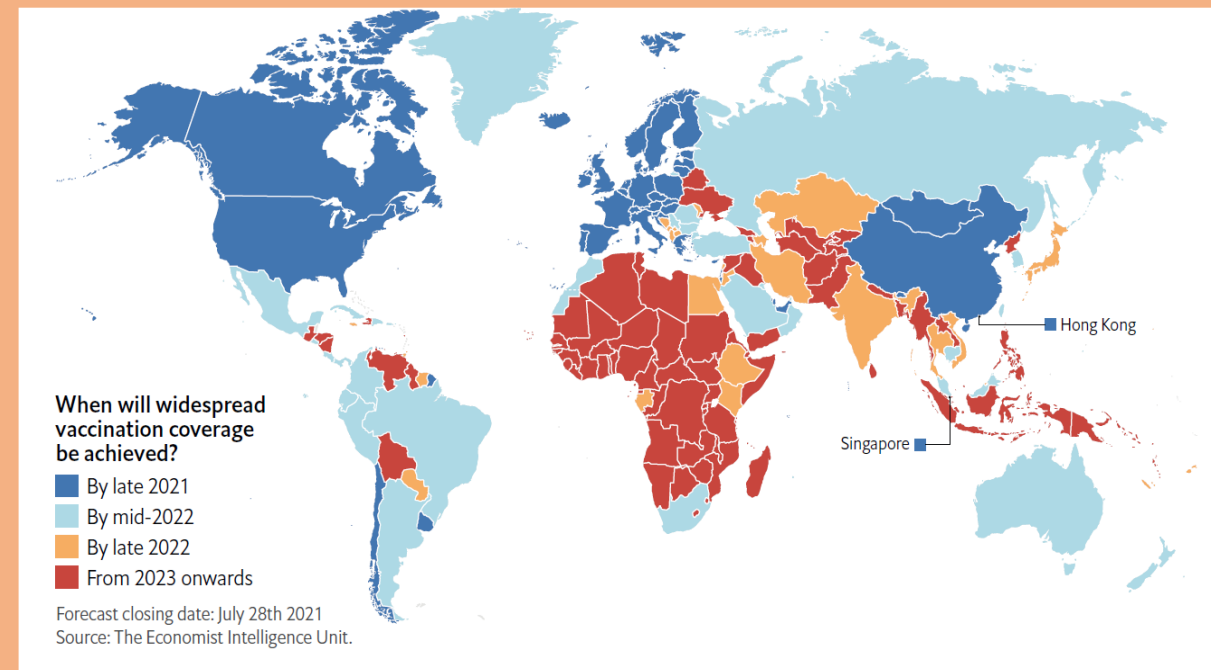 Hong Kong
Singapore
When will widespread
vaccination coverage
be achieved?
By late 2021
By mid-2022
By late 2022
From 2023 onwards
Forecast closing date: July 28th 2021
Source: The Economist Intelligence Unit.